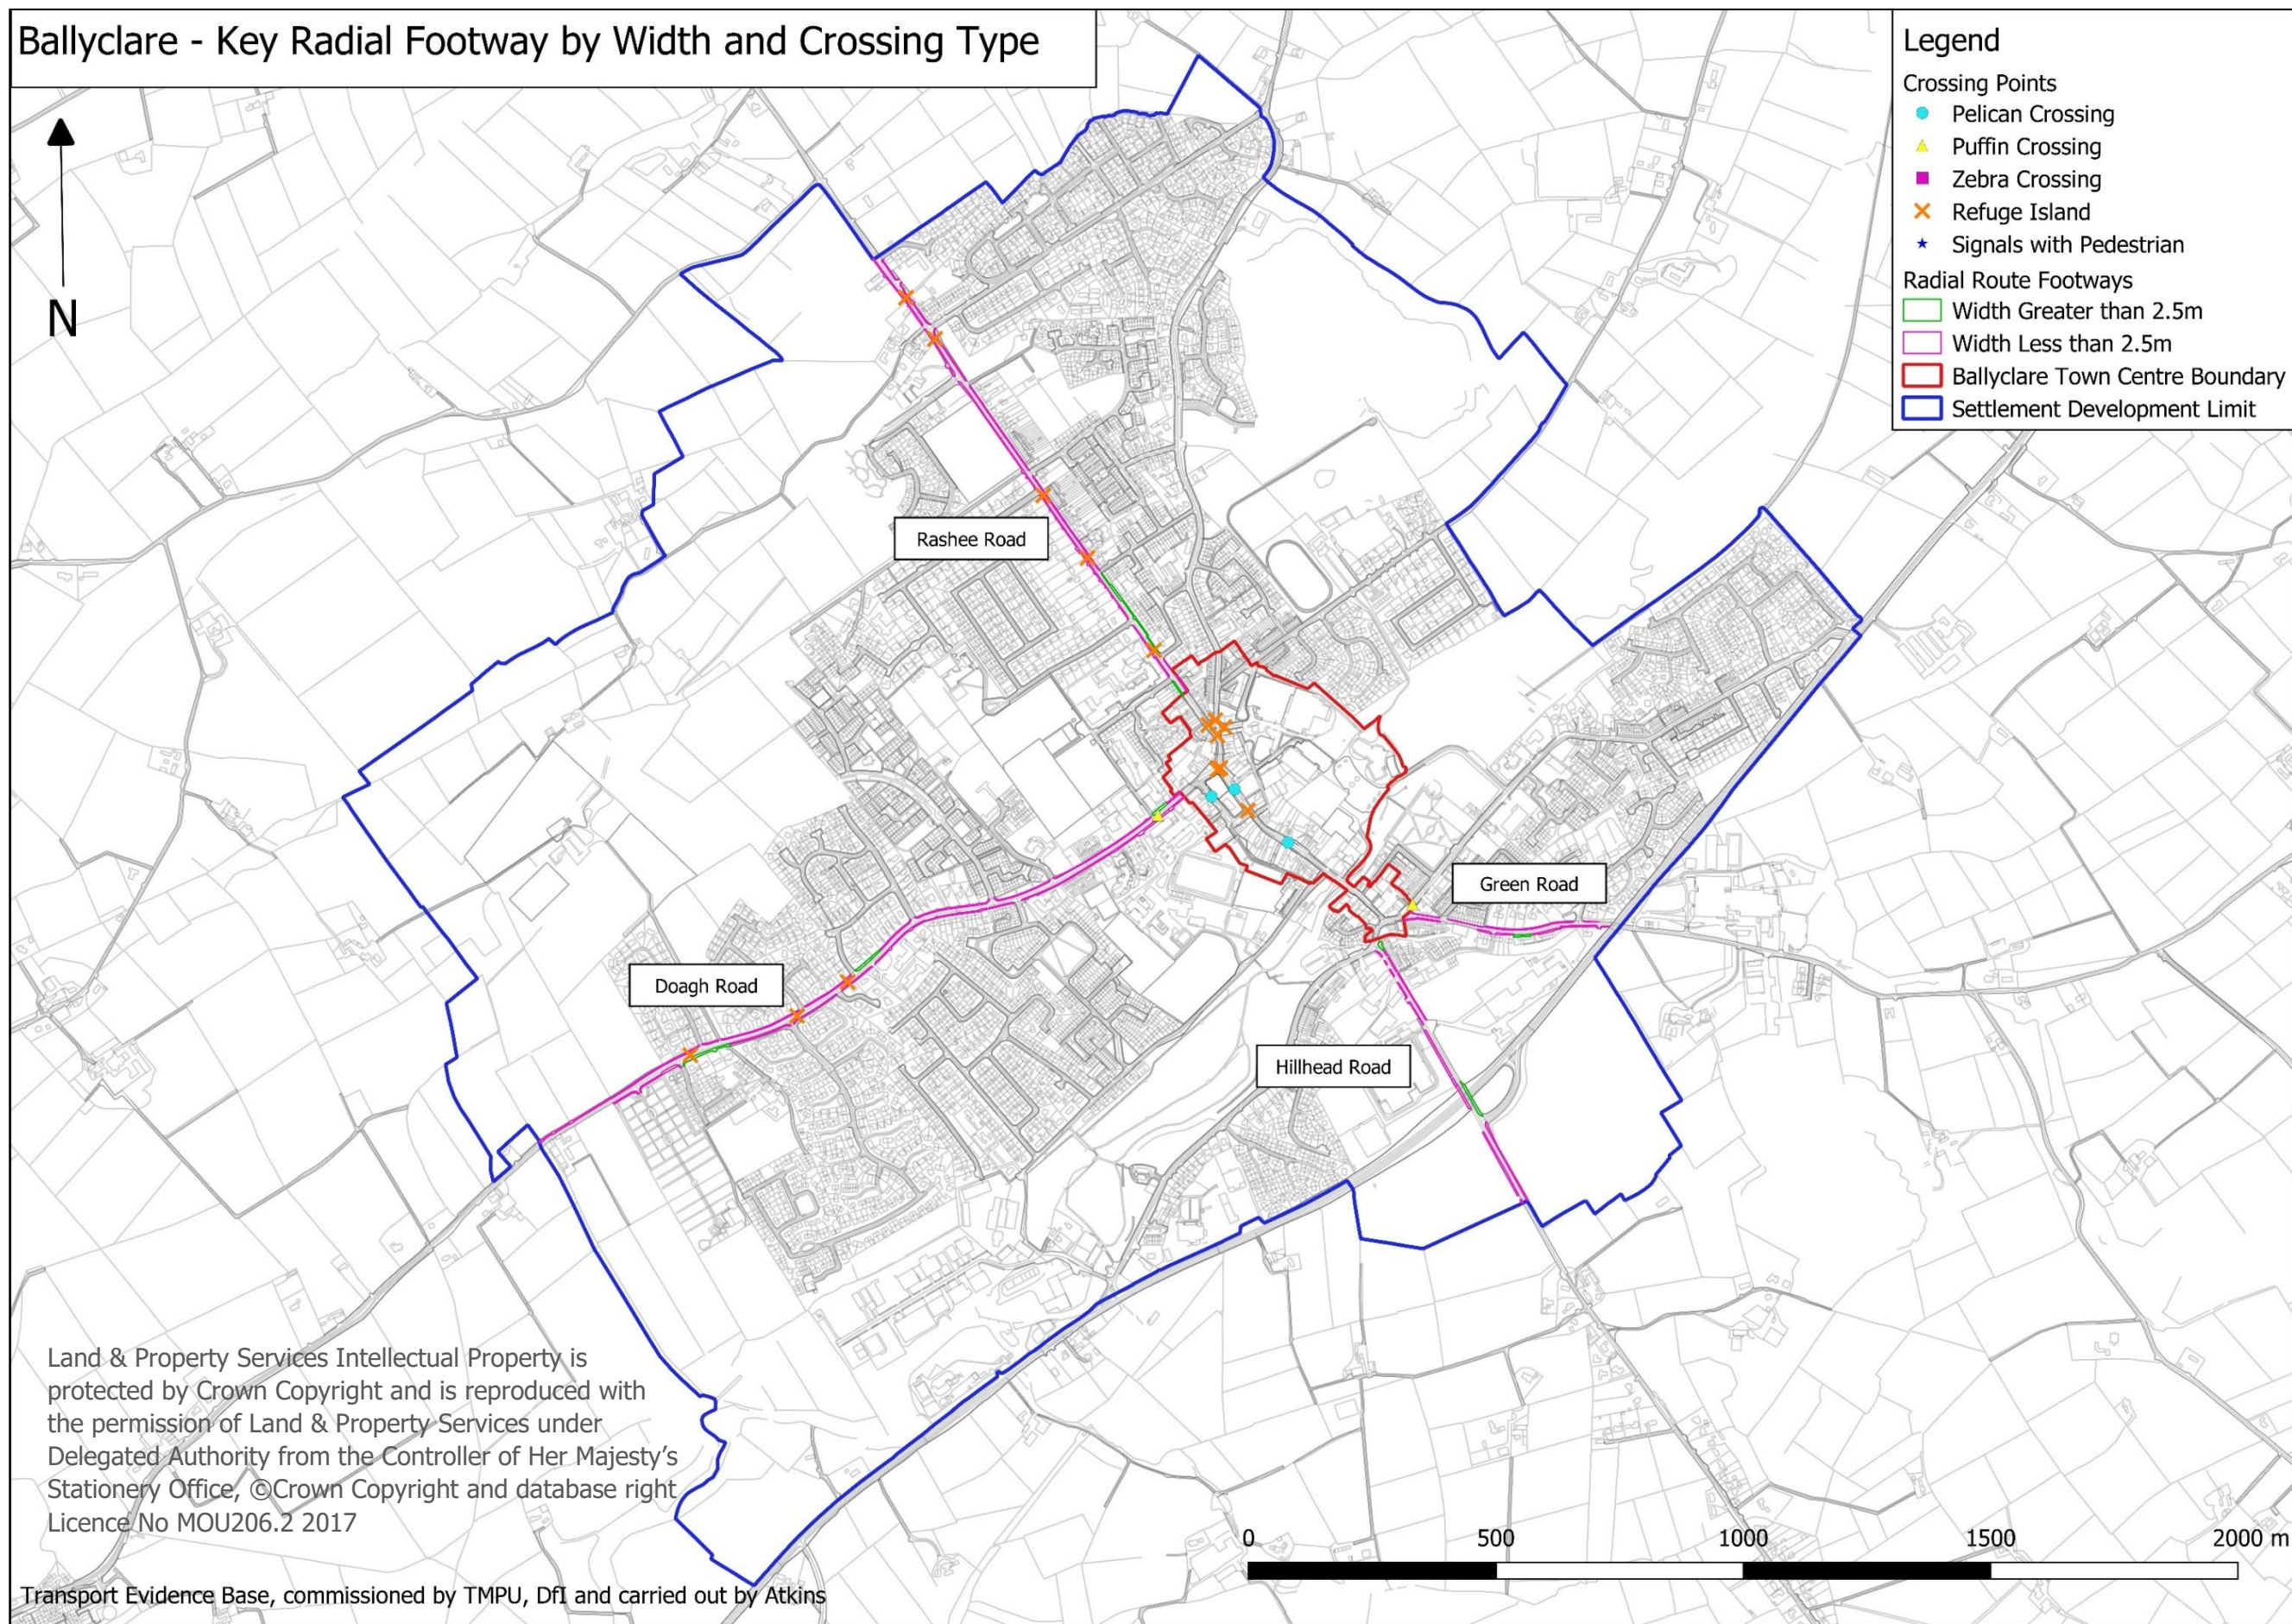 Ballyclare - Key Radial Footway by Width and Crossing Type
Legend
Crossing Points
Pelican Crossing
Puffin Crossing
Zebra Crossing
Refuge Island
Signals with Pedestrian
Radial Route Footways
Width Greater than 2.5m
Width Less than 2.5m
Ballyclare Town Centre Boundary
Settlement Development Limit
N
Rashee Road
Green Road
Doagh Road
Hillhead Road
Land & Property Services Intellectual Property is
protected by Crown Copyright and is reproduced with
the permission of Land & Property Services under
Delegated Authority from the Controller of Her Majesty's
Stationery Office, ©Crown Copyright and database right
Licence No MOU206.2 2017
0 500 1000 1500 2000 m
Transport Evidence Base, commissioned by TMPU, DfI and carried out by Atkins